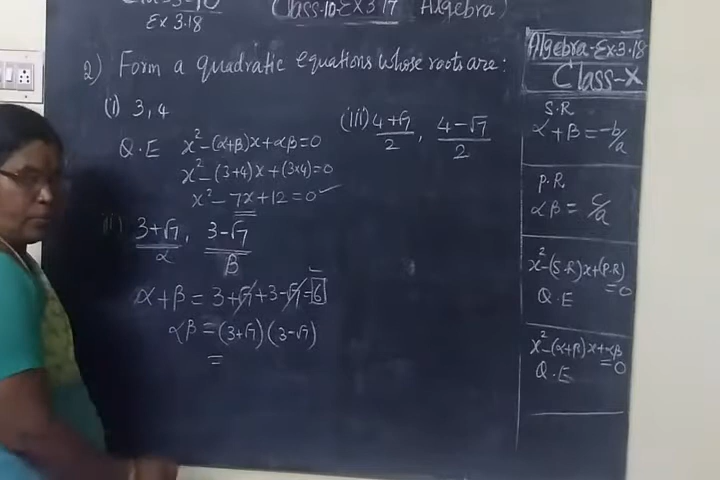 Class-10
Ex 3.18
(Class-10-Ex 3.17 Algebra)
2) Form a quadratic equations whose roots are:
(i) 3, 4
Q.E x²-(α+β)x+αβ=0
x²-(3+4)x+(3x4)=0
x²-7x+12=0
ii) 3+√7, 3-√7
α β
α+β = 3+√7+3-√7=6
αβ = (3+√7)(3-√7)
=
(iii) 4+√7/2, 4-√7/2
Algebra-Ex-3.18
Class-X
S.R
α+β=-b/a
P.R
αβ = c/a
x²-(S.R)x+(P.R)
=0
Q.E
x²-(α+β)x+αβ
=0
Q.E